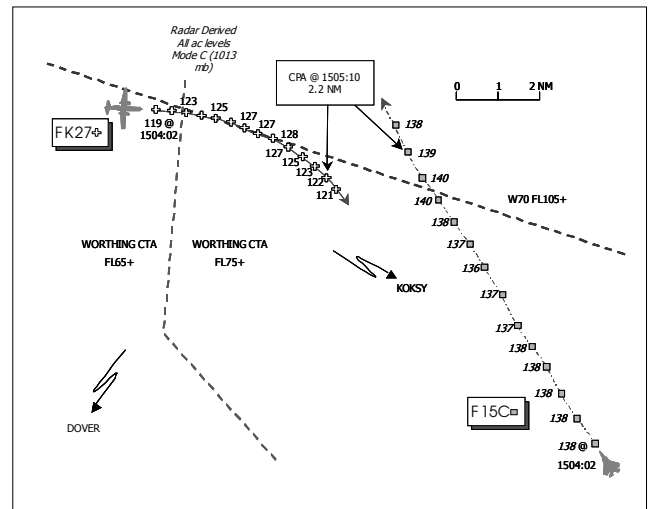 Radar Derived
All ac levels
Mode C (1013
mb)
CPA @ 1505:10
2.2 NM
0 1 2 NM
FK27
119 @
1504:02
123
125
127
127
128
127
125
123
122
121
138
139
140
140
138
137
136
137
137
138
138
138
138
138 @
1504:02
W70 FL105+
WORTHING CTA
FL65+
WORTHING CTA
FL75+
KOKSY
F15C
DOVER